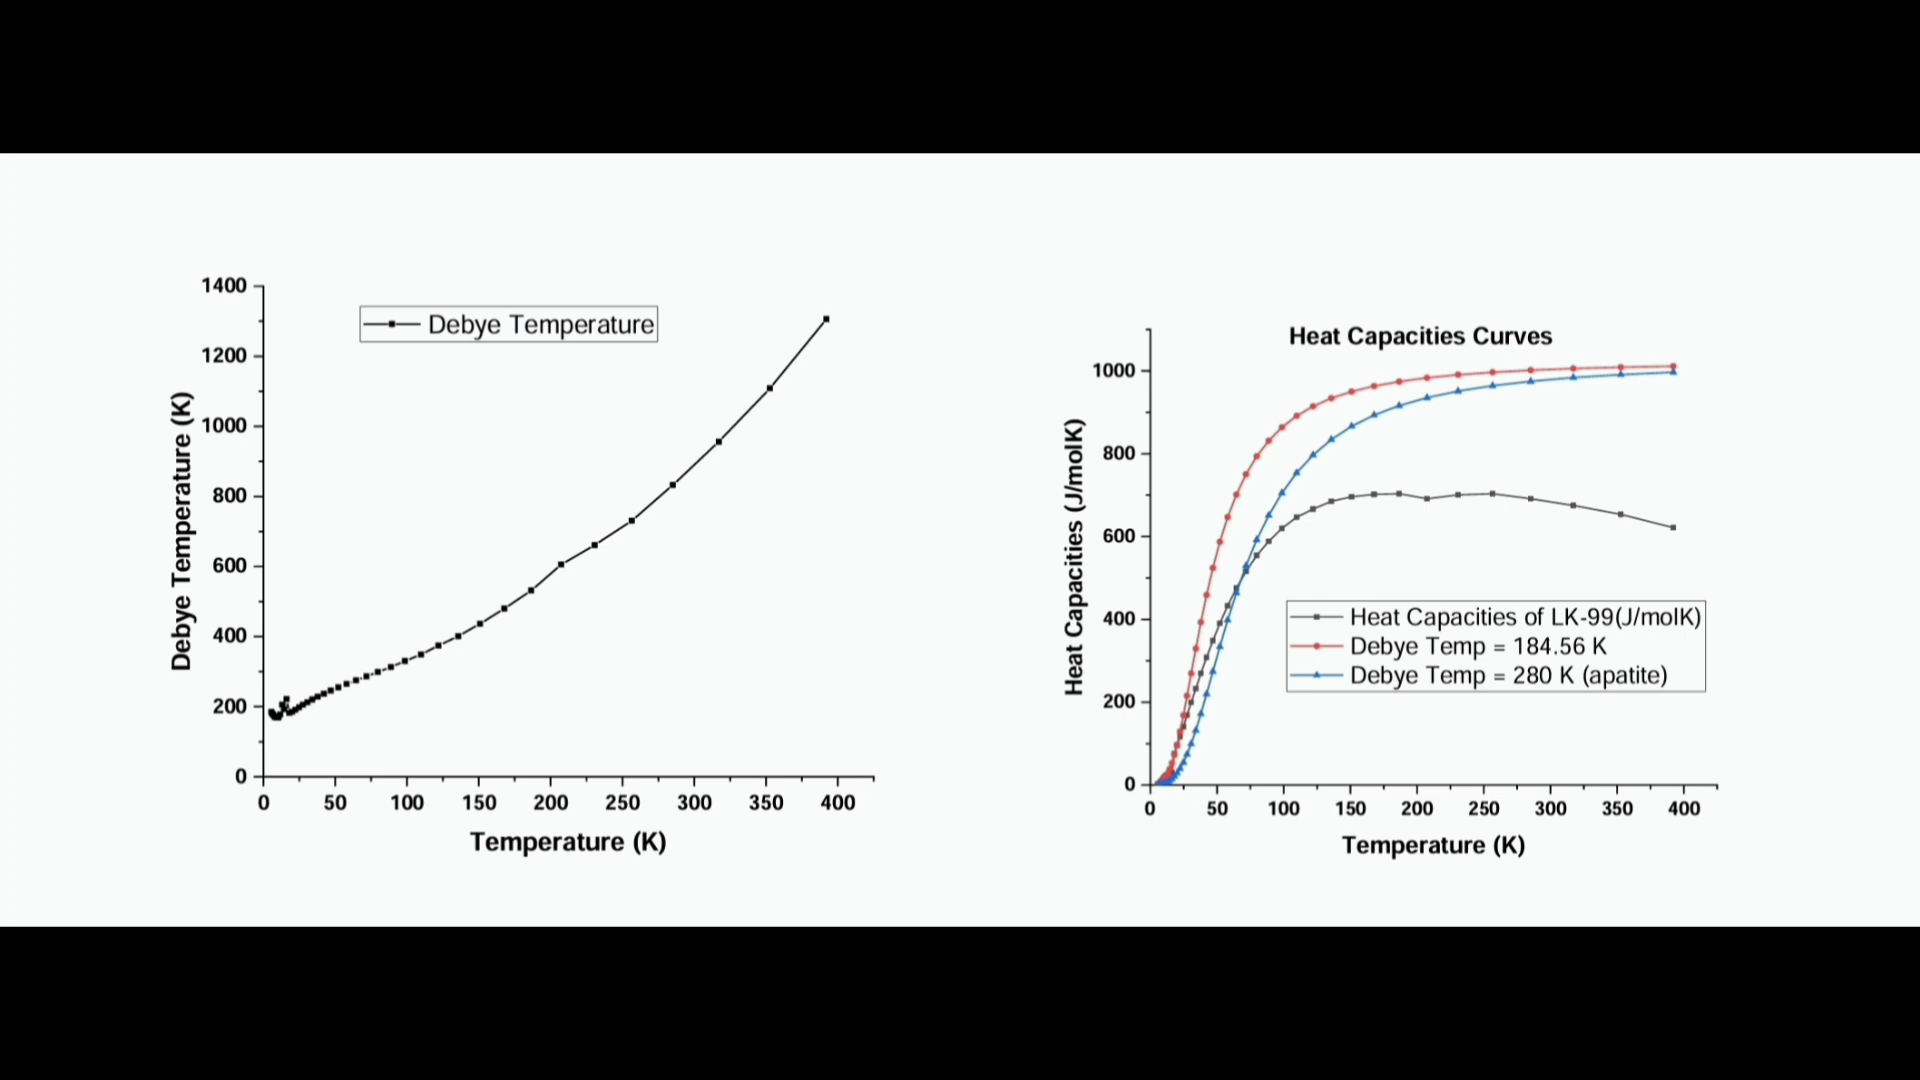 Debye Temperature (K)
1400
1200
1000
800
600
400
200
0
Debye Temperature
0 50 100 150 200 250 300 350 400
Temperature (K)
Heat Capacities Curves
Heat Capacities (J/molK)
1000
800
600
400
200
0
Heat Capacities of LK-99(J/molK)
Debye Temp = 184.56 K
Debye Temp = 280 K (apatite)
0 50 100 150 200 250 300 350 400
Temperature (K)